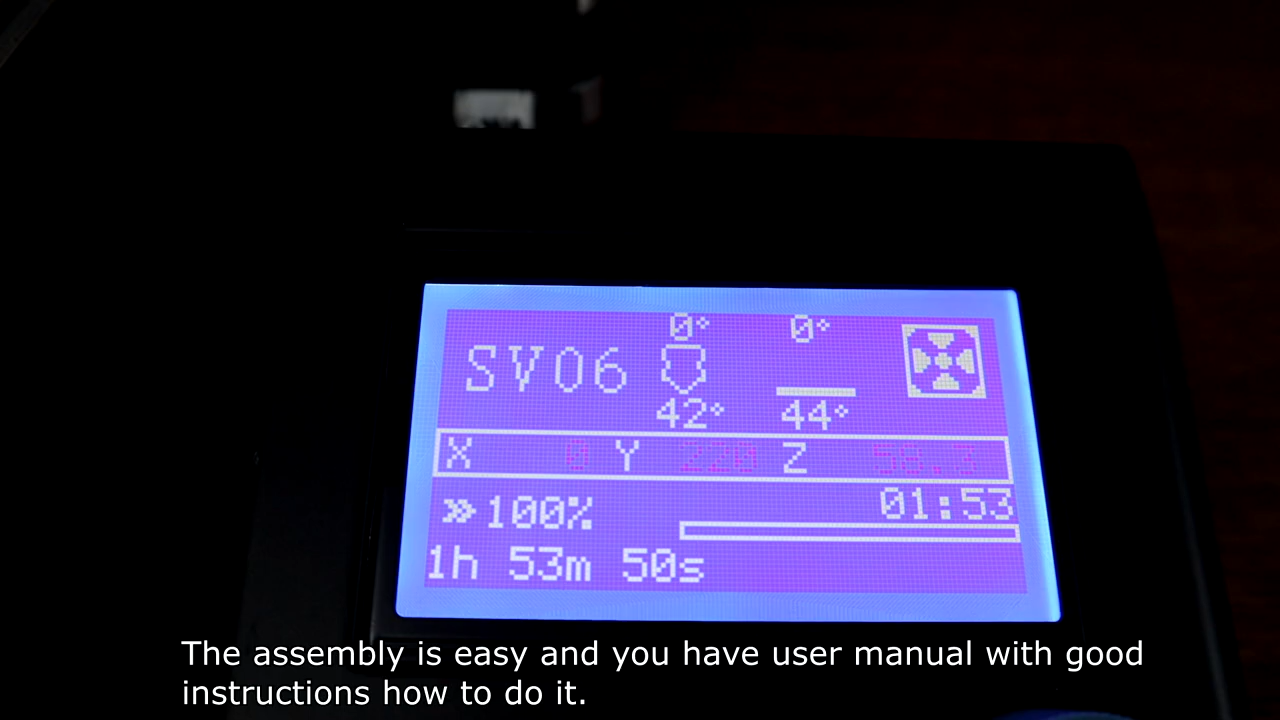 0° 0°
SV06
42° 44°
X 0 Y 220 Z 58.3
»100% 01:53
1h 53m 50s
The assembly is easy and you have user manual with good
instructions how to do it.